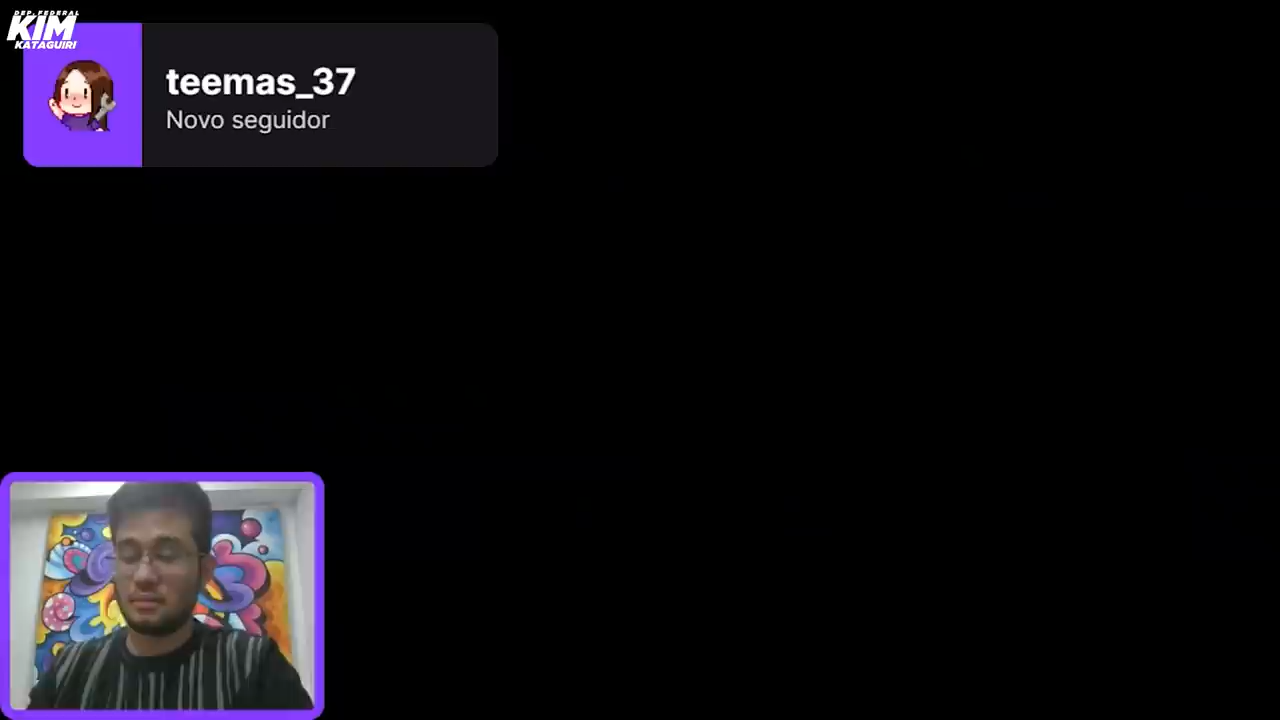 DEP. FEDERAL
KIM
KATAGUIRI
teemas_37
Novo seguidor